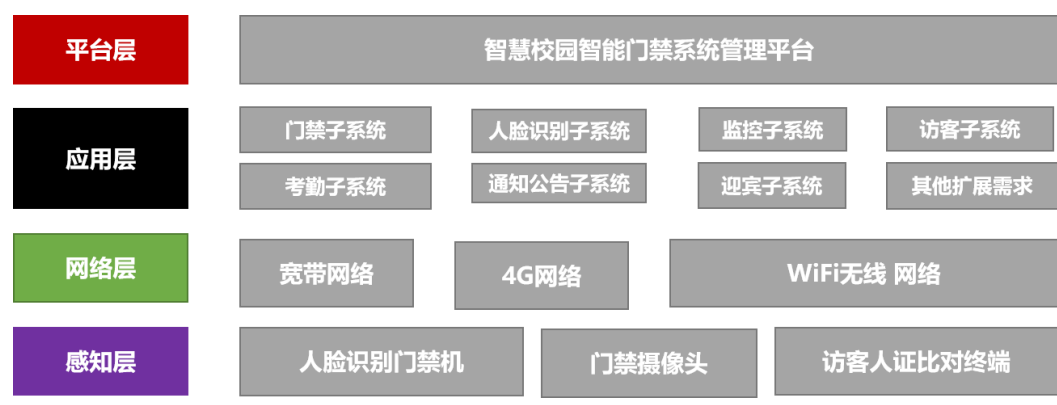 平台层
智慧校园智能门禁系统管理平台
应用层
门禁子系统
人脸识别子系统
监控子系统
访客子系统
考勤子系统
通知公告子系统
迎宾子系统
其他扩展需求
网络层
宽带网络
4G网络
WiFi无线 网络
感知层
人脸识别门禁机
门禁摄像头
访客人证比对终端